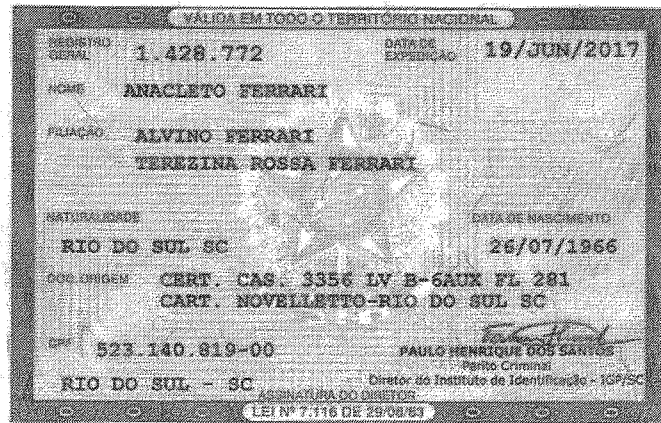 VÁLIDA EM TODO O TERRITÓRIO NACIONAL
REGISTRO GERAL 1.428.772 DATA DE EXPEDIÇÃO 19/JUN/2017
NOME ANACLETO FERRARI
FILIAÇÃO ALVINO FERRARI
TEREZINA ROSSA FERRARI
NATURALIDADE DATA DE NASCIMENTO
RIO DO SUL SC 26/07/1966
DOC. ORIGEM CERT. CAS. 3356 LV B-6AUX FL 281
CART. NOVELLETTO-RIO DO SUL SC
CPF 523.140.819-00
PAULO HENRIQUE DOS SANTOS
Perito Criminal
RIO DO SUL - SC Diretor do Instituto de Identificação - IGP/SC
ASSINATURA DO DIRETOR
LEI Nº 7.116 DE 29/08/83